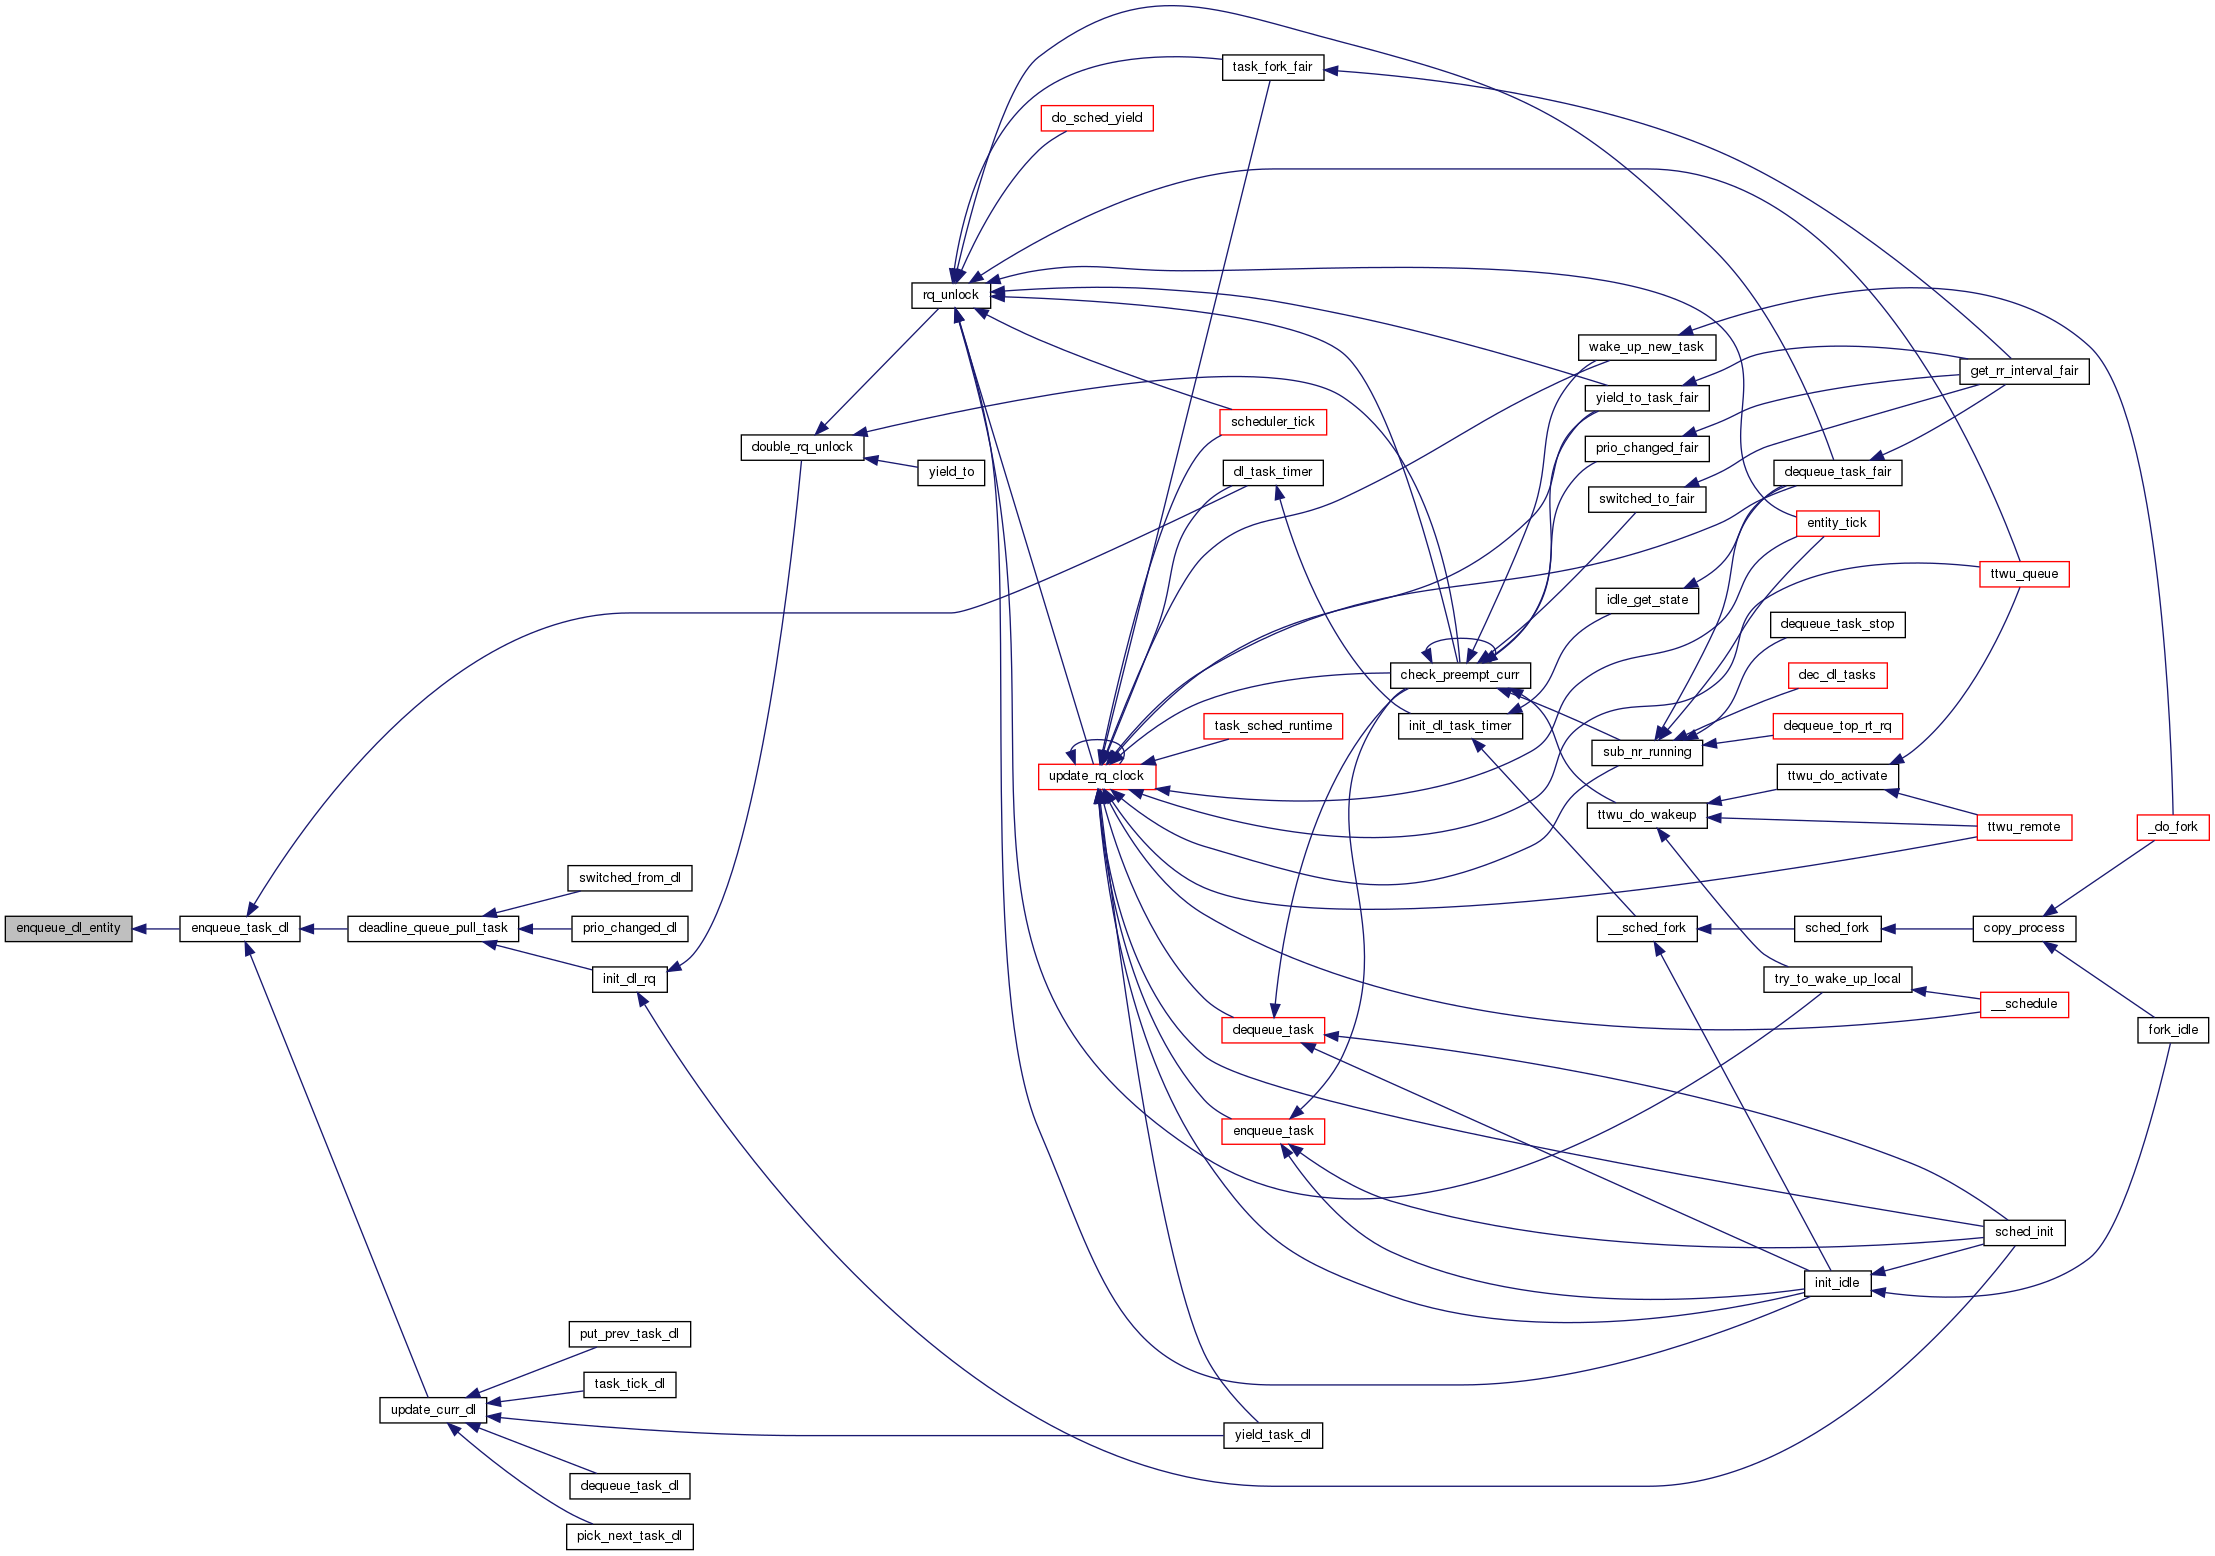 task_fork_fair
do_sched_yield
rq_unlock
wake_up_new_task
get_rr_interval_fair
yield_to_task_fair
scheduler_tick
double_rq_unlock
prio_changed_fair
yield_to
dl_task_timer
dequeue_task_fair
switched_to_fair
entity_tick
ttwu_queue
idle_get_state
dequeue_task_stop
check_preempt_curr
dec_dl_tasks
task_sched_runtime
init_dl_task_timer
dequeue_top_rt_rq
sub_nr_running
update_rq_clock
ttwu_do_activate
ttwu_do_wakeup
ttwu_remote
_do_fork
switched_from_dl
enqueue_dl_entity
enqueue_task_dl
deadline_queue_pull_task
prio_changed_dl
__sched_fork
sched_fork
copy_process
init_dl_rq
try_to_wake_up_local
__schedule
dequeue_task
fork_idle
enqueue_task
sched_init
init_idle
put_prev_task_dl
task_tick_dl
update_curr_dl
yield_task_dl
dequeue_task_dl
pick_next_task_dl